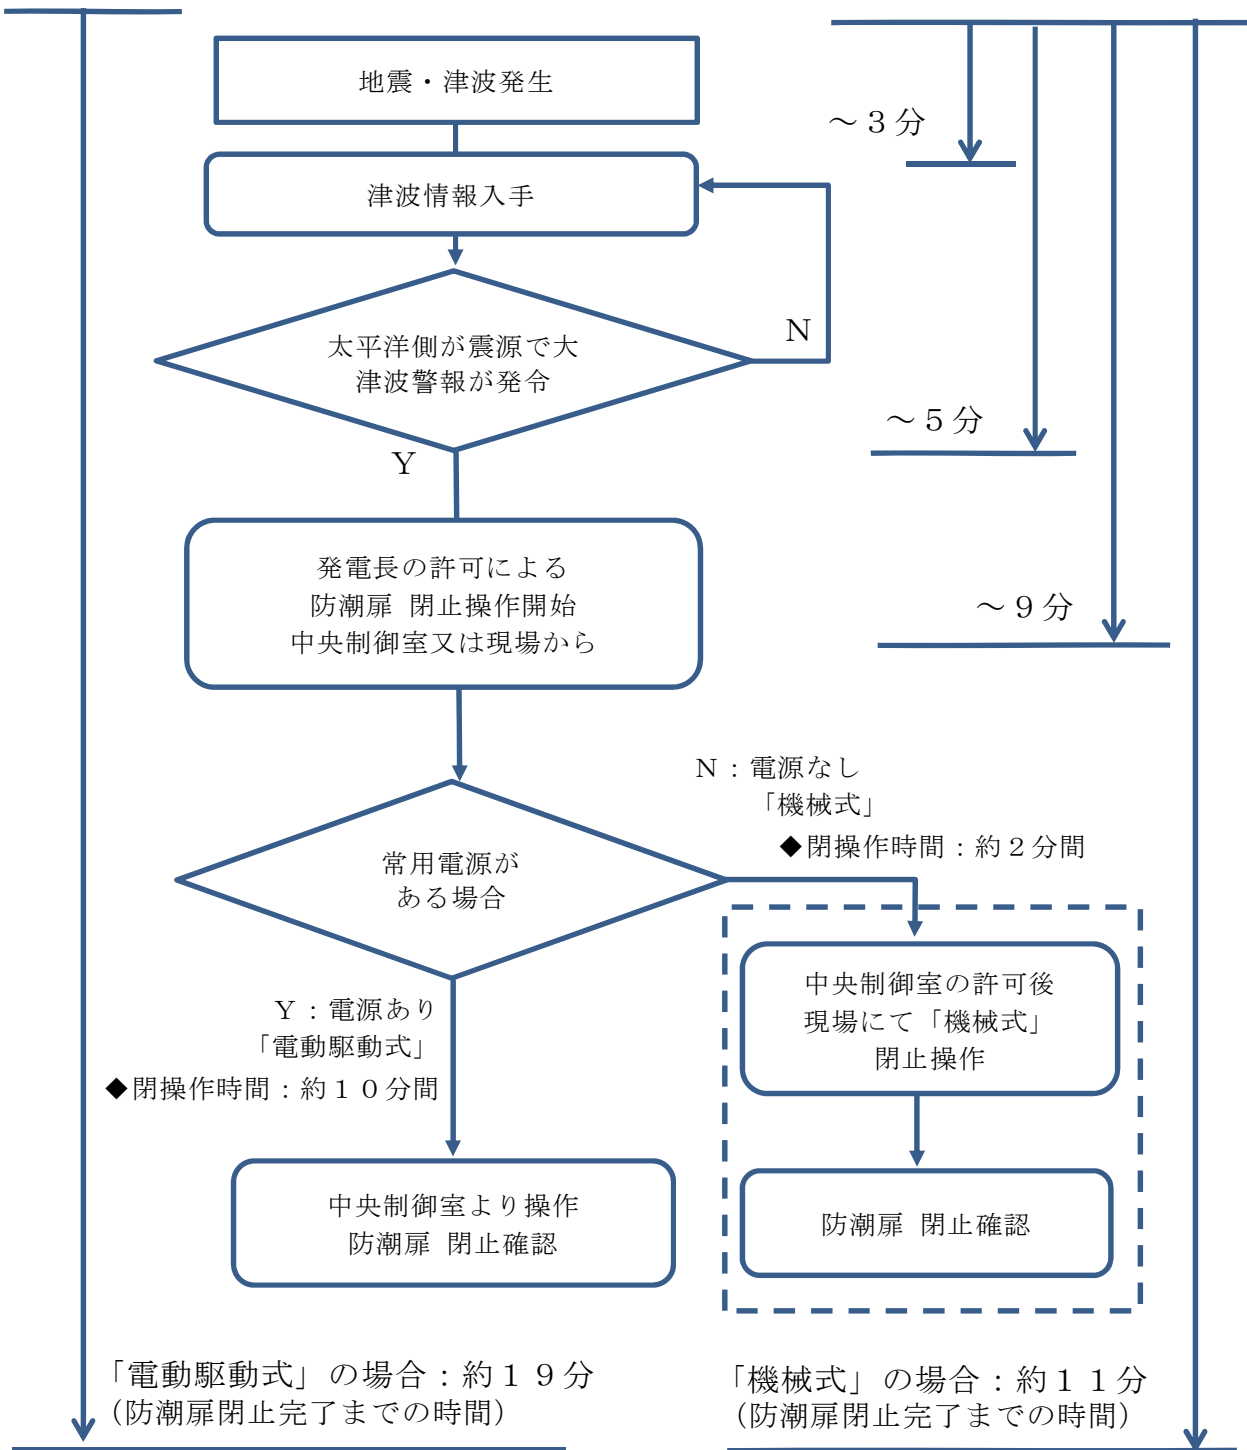 地震・津波発生
～３分
津波情報入手
太平洋側が震源で大
津波警報が発令
N
～５分
Y
発電長の許可による
防潮扉 閉止操作開始
中央制御室又は現場から
～９分
N：電源なし
「機械式」
◆閉操作時間：約２分間
常用電源が
ある場合
Y：電源あり
「電動駆動式」
◆閉操作時間：約１０分間
中央制御室の許可後
現場にて「機械式」
閉止操作
中央制御室より操作
防潮扉 閉止確認
防潮扉 閉止確認
「電動駆動式」の場合：約１９分
（防潮扉閉止完了までの時間）
「機械式」の場合：約１１分
（防潮扉閉止完了までの時間）